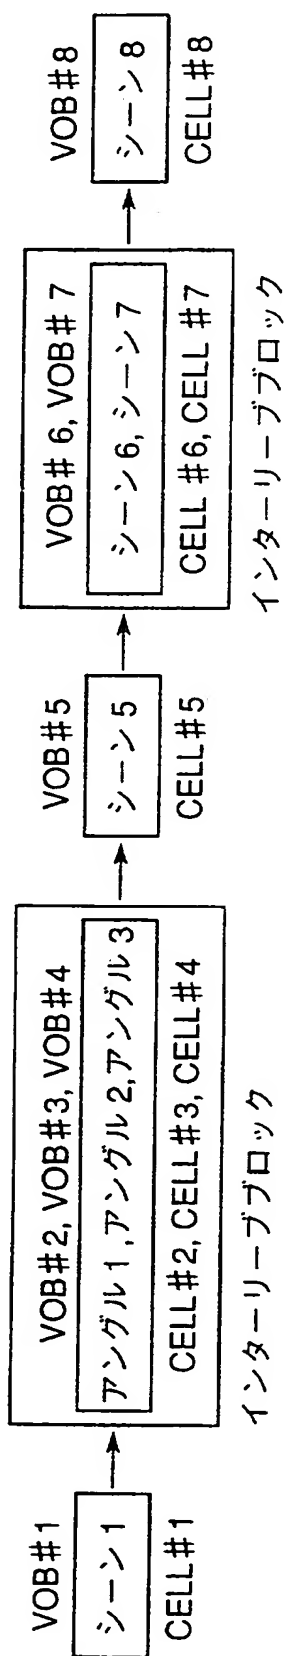 VOB#1
シーン1
CELL#1
VOB#2, VOB#3, VOB#4
アングル1,アングル2,アングル3
CELL#2, CELL#3, CELL#4
インターリーブブロック
VOB#5
シーン5
CELL#5
VOB# 6, VOB# 7
シーン6, シーン7
CELL #6, CELL #7
インターリーブブロック
VOB#8
シーン8
CELL#8